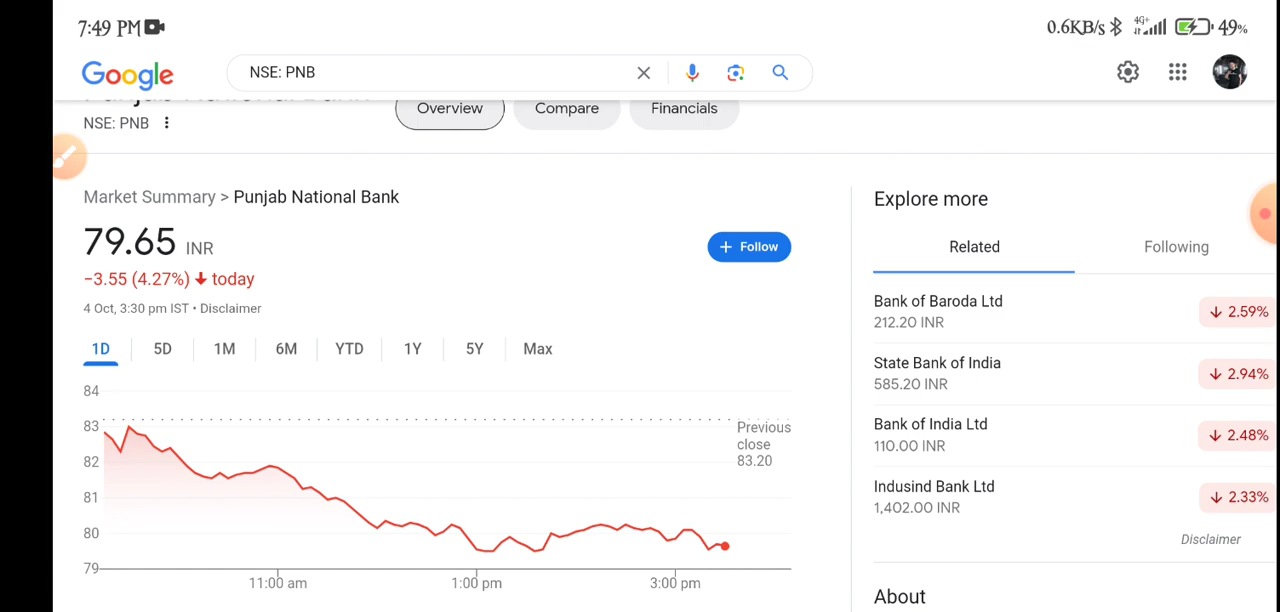 7:49 PM
0.6KB/s 4G+ 49%
Google
NSE: PNB
NSE: PNB
Overview
Compare
Financials
Market Summary > Punjab National Bank
79.65 INR
−3.55 (4.27%) ↓ today
4 Oct, 3:30 pm IST • Disclaimer
+ Follow
1D
5D
1M
6M
YTD
1Y
5Y
Max
84
83
82
81
80
79
Previous
close
83.20
11:00 am
1:00 pm
3:00 pm
Explore more
Related
Following
Bank of Baroda Ltd
212.20 INR
↓ 2.59%
State Bank of India
585.20 INR
↓ 2.94%
Bank of India Ltd
110.00 INR
↓ 2.48%
Indusind Bank Ltd
1,402.00 INR
↓ 2.33%
Disclaimer
About